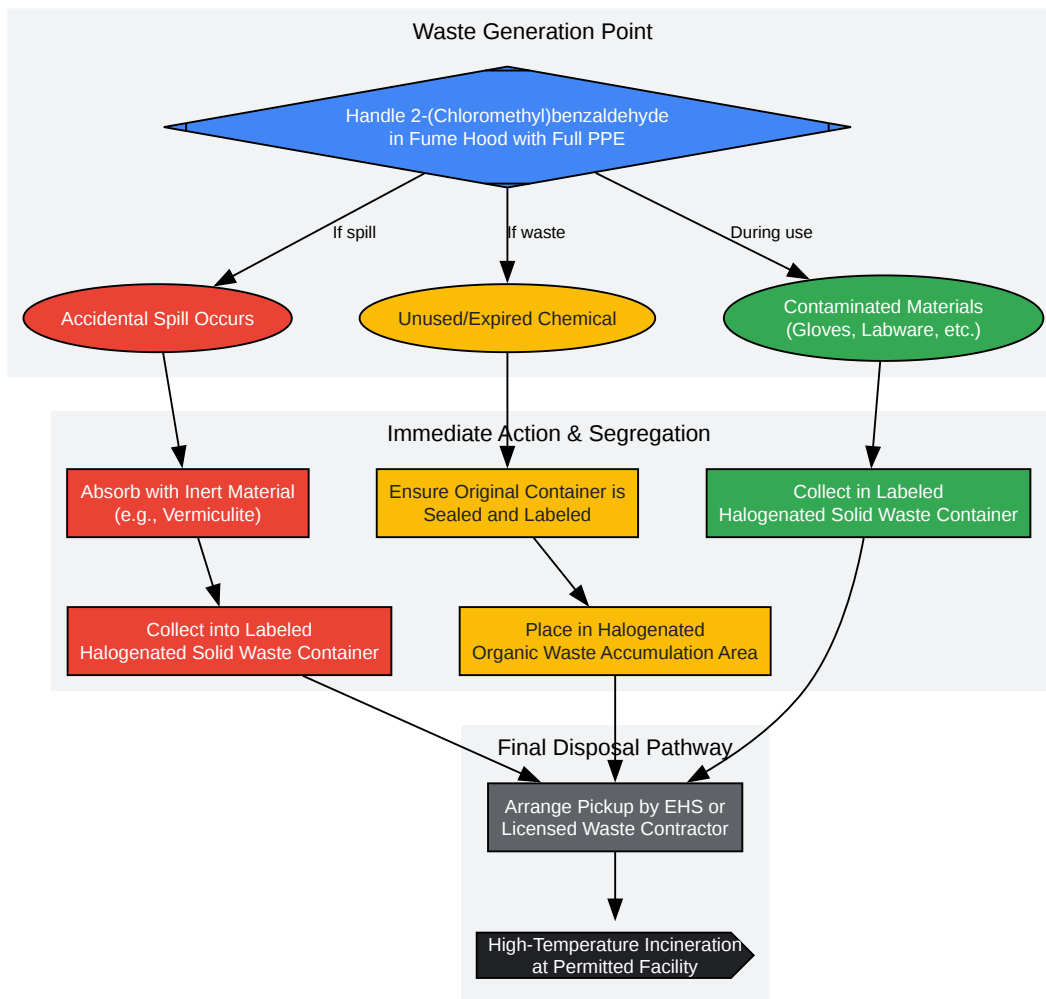 Waste Generation Point
Handle 2-(Chloromethyl)benzaldehyde
in Fume Hood with Full PPE
If spill
If waste
During use
Accidental Spill Occurs
Unused/Expired Chemical
Contaminated Materials
(Gloves, Labware, etc.)
Immediate Action & Segregation
Absorb with Inert Material
(e.g., Vermiculite)
Ensure Original Container is
Sealed and Labeled
Collect in Labeled
Halogenated Solid Waste Container
Collect into Labeled
Halogenated Solid Waste Container
Place in Halogenated
Organic Waste Accumulation Area
Final Disposal Pathway
Arrange Pickup by EHS or
Licensed Waste Contractor
High-Temperature Incineration
at Permitted Facility